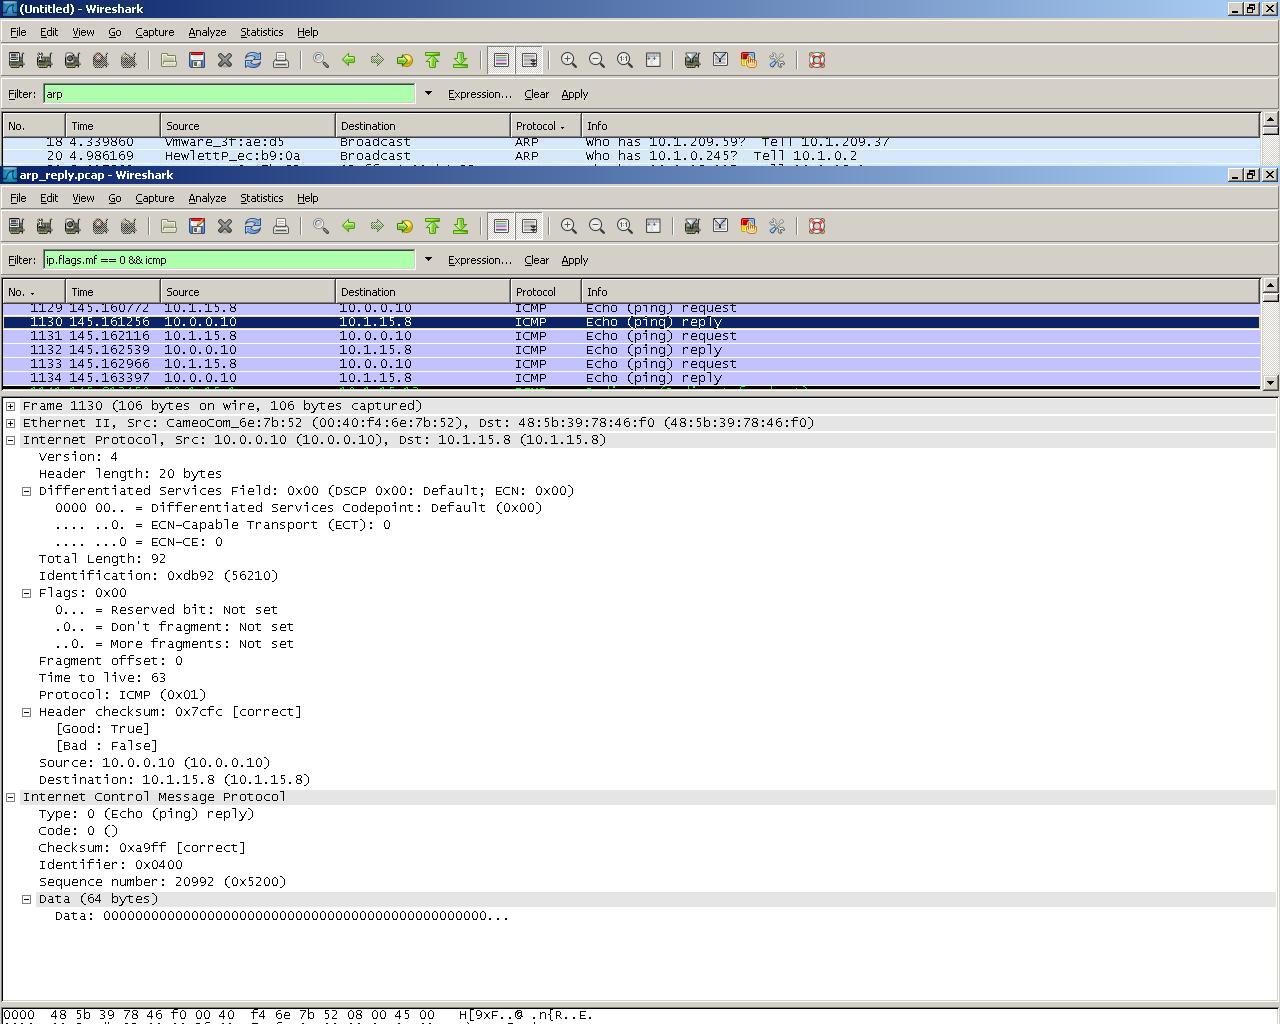 (Untitled) - Wireshark
File Edit View Go Capture Analyze Statistics Help
Filter: arp Expression... Clear Apply
No. Time Source Destination Protocol Info
18 4.339860 Vmware_3f:ae:d5 Broadcast ARP Who has 10.1.209.59? Tell 10.1.209.37
20 4.986169 HewlettP_ec:b9:0a Broadcast ARP Who has 10.1.0.245? Tell 10.1.0.2
arp_reply.pcap - Wireshark
File Edit View Go Capture Analyze Statistics Help
Filter: ip.flags.mf == 0 && icmp Expression... Clear Apply
No. Time Source Destination Protocol Info
1129 145.160772 10.1.15.8 10.0.0.10 ICMP Echo (ping) request
1130 145.161256 10.0.0.10 10.1.15.8 ICMP Echo (ping) reply
1131 145.162116 10.1.15.8 10.0.0.10 ICMP Echo (ping) request
1132 145.162539 10.0.0.10 10.1.15.8 ICMP Echo (ping) reply
1133 145.162966 10.1.15.8 10.0.0.10 ICMP Echo (ping) request
1134 145.163397 10.0.0.10 10.1.15.8 ICMP Echo (ping) reply
Frame 1130 (106 bytes on wire, 106 bytes captured)
Ethernet II, Src: CameoCom_6e:7b:52 (00:40:f4:6e:7b:52), Dst: 48:5b:39:78:46:f0 (48:5b:39:78:46:f0)
Internet Protocol, Src: 10.0.0.10 (10.0.0.10), Dst: 10.1.15.8 (10.1.15.8)
Version: 4
Header length: 20 bytes
Differentiated Services Field: 0x00 (DSCP 0x00: Default; ECN: 0x00)
0000 00.. = Differentiated Services Codepoint: Default (0x00)
.... ..0. = ECN-Capable Transport (ECT): 0
.... ...0 = ECN-CE: 0
Total Length: 92
Identification: 0xdb92 (56210)
Flags: 0x00
0... = Reserved bit: Not set
.0.. = Don't fragment: Not set
..0. = More fragments: Not set
Fragment offset: 0
Time to live: 63
Protocol: ICMP (0x01)
Header checksum: 0x7cfc [correct]
[Good: True]
[Bad : False]
Source: 10.0.0.10 (10.0.0.10)
Destination: 10.1.15.8 (10.1.15.8)
Internet Control Message Protocol
Type: 0 (Echo (ping) reply)
Code: 0 ()
Checksum: 0xa9ff [correct]
Identifier: 0x0400
Sequence number: 20992 (0x5200)
Data (64 bytes)
Data: 000000000000000000000000000000000000000000000000...
0000 48 5b 39 78 46 f0 00 40 f4 6e 7b 52 08 00 45 00 H[9xF..@ .n{R..E.